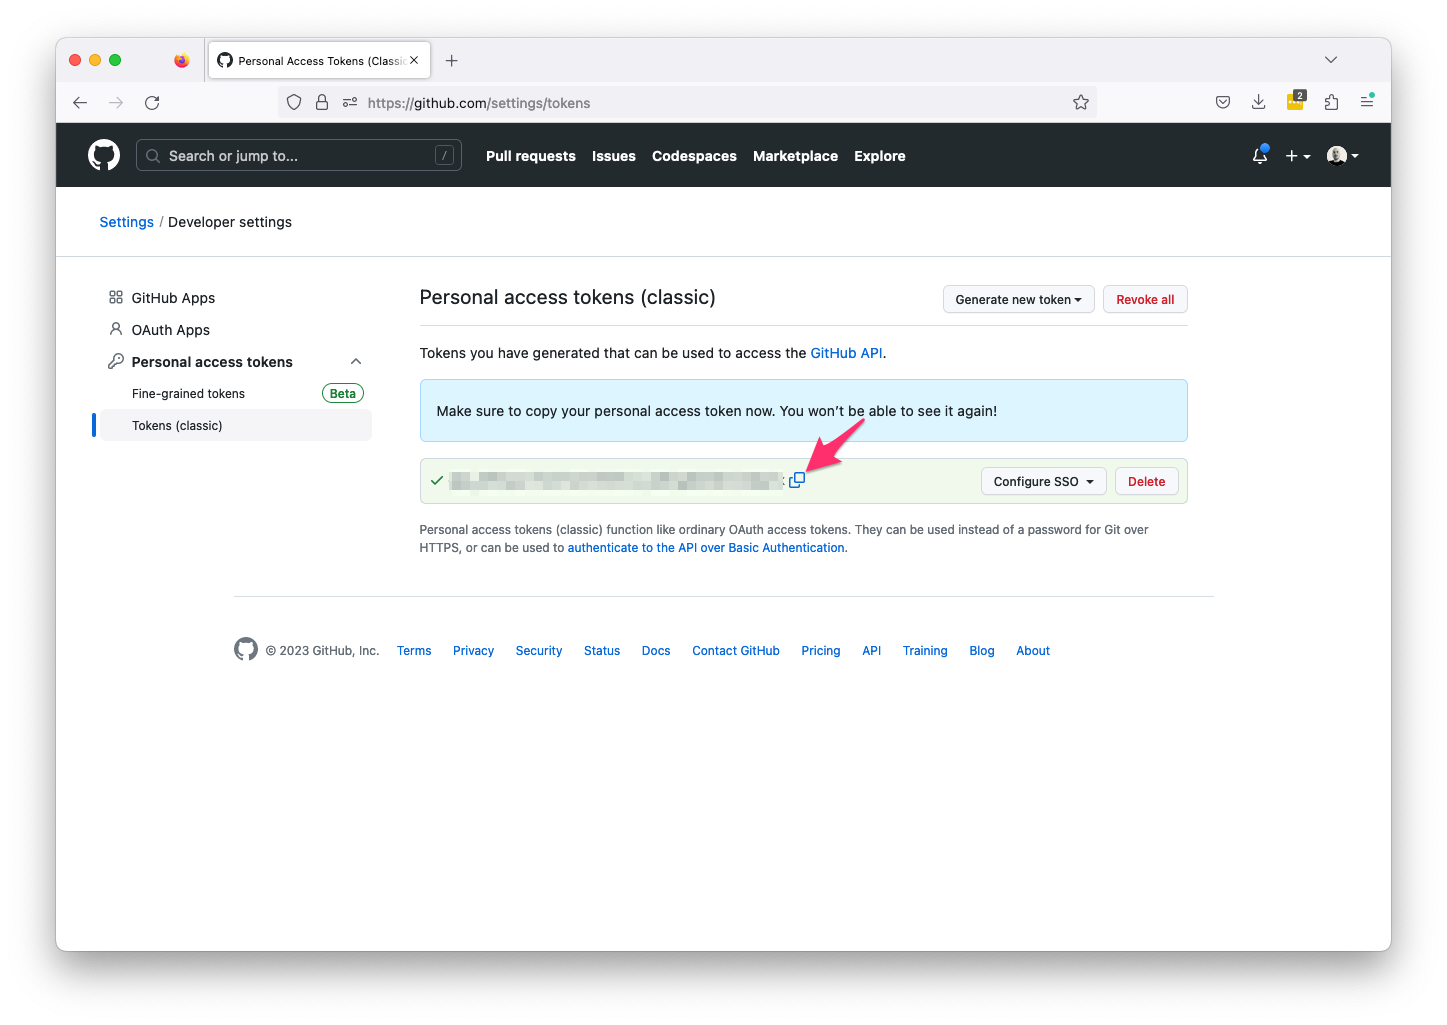 Personal Access Tokens (Classic
https://github.com/settings/tokens
2
Search or jump to... /
Pull requests Issues Codespaces Marketplace Explore
Settings / Developer settings
GitHub Apps
OAuth Apps
Personal access tokens
Fine-grained tokens Beta
Tokens (classic)
Personal access tokens (classic)
Generate new token
Revoke all
Tokens you have generated that can be used to access the GitHub API.
Make sure to copy your personal access token now. You won’t be able to see it again!
Configure SSO
Delete
Personal access tokens (classic) function like ordinary OAuth access tokens. They can be used instead of a password for Git over
HTTPS, or can be used to authenticate to the API over Basic Authentication.
© 2023 GitHub, Inc. Terms Privacy Security Status Docs Contact GitHub Pricing API Training Blog About